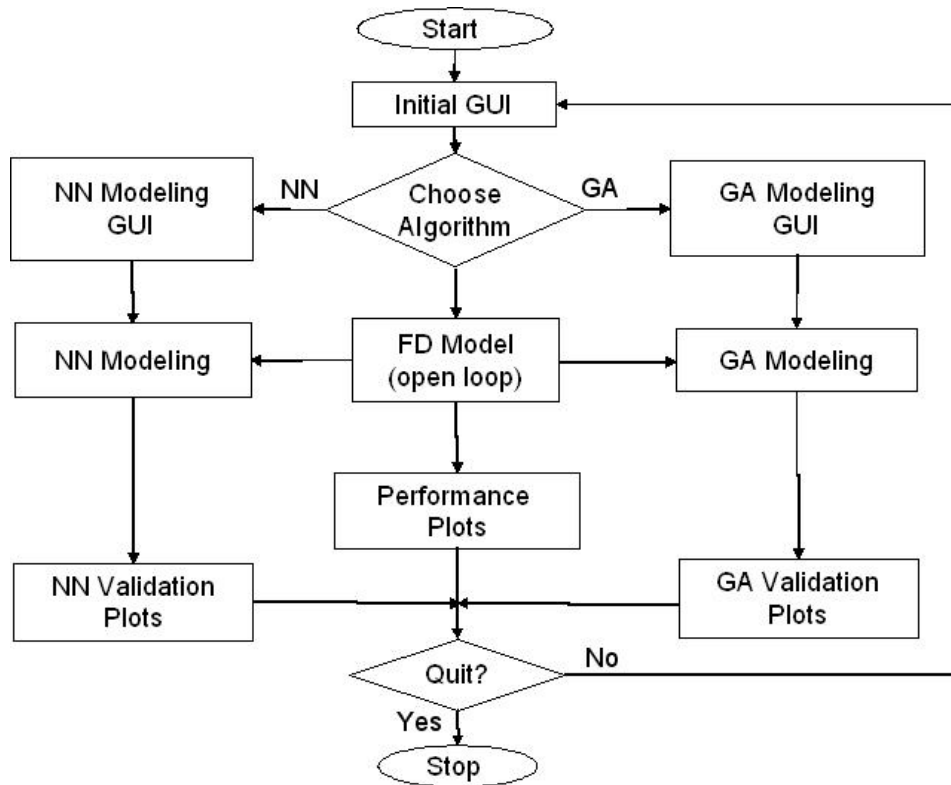 Start
Initial GUI
NN
Choose
Algorithm
GA
NN Modeling
GUI
GA Modeling
GUI
NN Modeling
FD Model
(open loop)
GA Modeling
Performance
Plots
NN Validation
Plots
GA Validation
Plots
Quit?
No
Yes
Stop